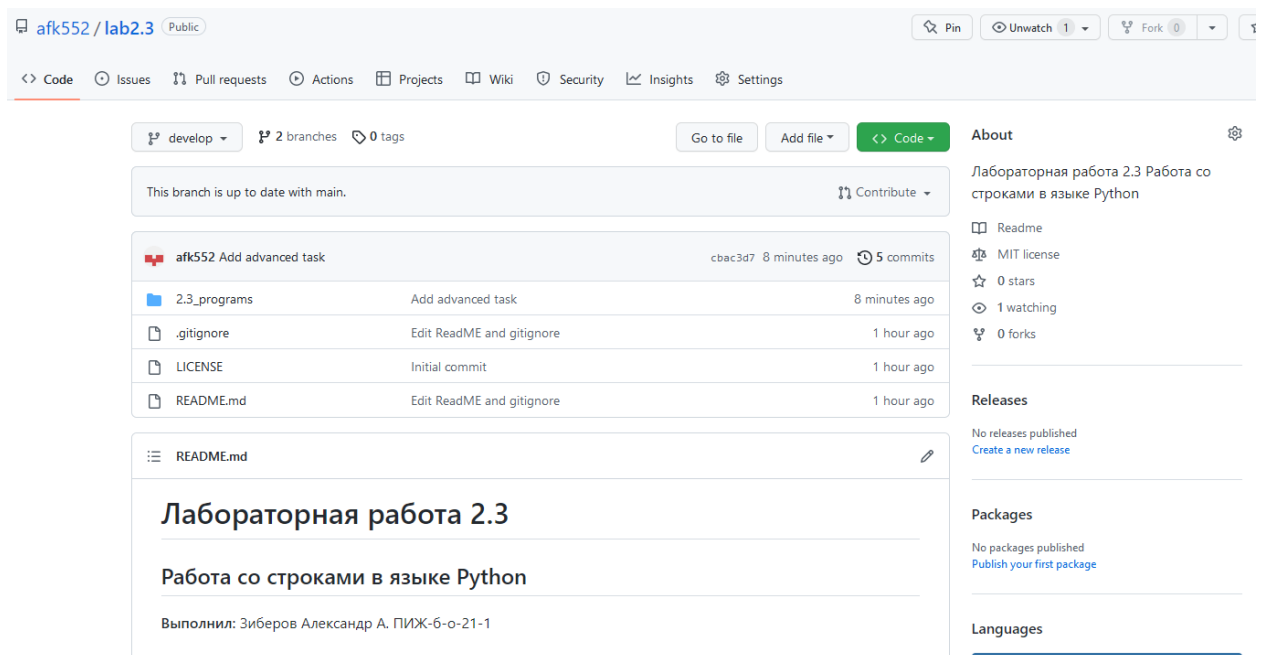 afk552 / lab2.3 Public Pin Unwatch 1 Fork 0
Code Issues Pull requests Actions Projects Wiki Security Insights Settings
develop 2 branches 0 tags Go to file Add file Code
This branch is up to date with main. Contribute
afk552 Add advanced task cbac3d7 8 minutes ago 5 commits
2.3_programs Add advanced task 8 minutes ago
.gitignore Edit ReadME and gitignore 1 hour ago
LICENSE Initial commit 1 hour ago
README.md Edit ReadME and gitignore 1 hour ago
README.md
Лабораторная работа 2.3
Работа со строками в языке Python
Выполнил: Зиберов Александр А. ПИЖ-б-о-21-1
About
Лабораторная работа 2.3 Работа со
строками в языке Python
Readme
MIT license
0 stars
1 watching
0 forks
Releases
No releases published
Create a new release
Packages
No packages published
Publish your first package
Languages